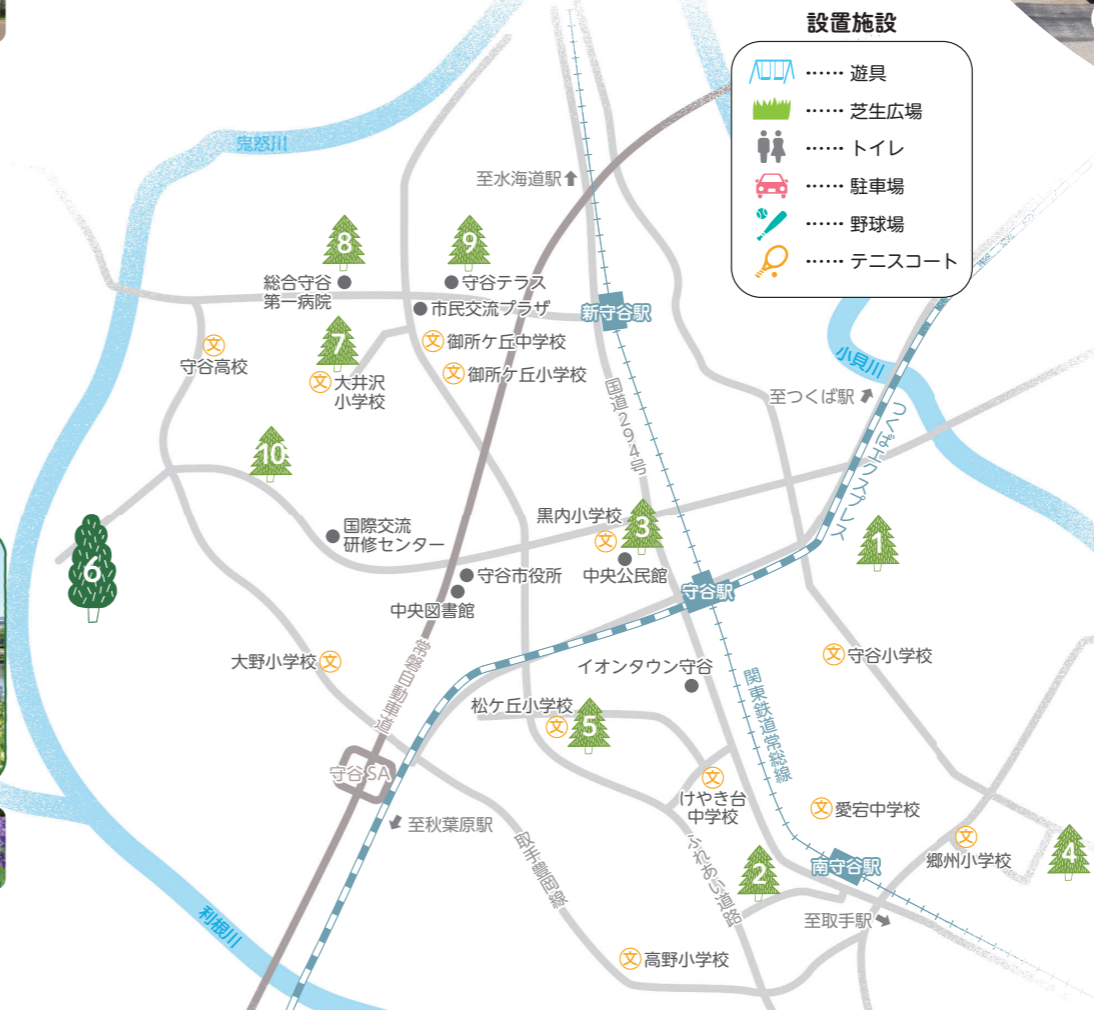 設置施設
…… 遊具
…… 芝生広場
…… トイレ
…… 駐車場
…… 野球場
…… テニスコート
鬼怒川
至水海道駅
8
9
総合守谷
第一病院
守谷テラス
市民交流プラザ
新守谷駅
7
文
御所ケ丘中学校
文
守谷高校
文
大井沢
小学校
文
御所ケ丘小学校
小貝川
至つくば駅
国道294号
つくばエクスプレス
10
国際交流
研修センター
黒内小学校
文
3
中央公民館
1
6
守谷市役所
中央図書館
守谷駅
常磐自動車道
大野小学校
文
イオンタウン守谷
文
守谷小学校
松ケ丘小学校
文
5
関東鉄道常総線
守谷SA
文
けやき台
中学校
文
愛宕中学校
至秋葉原駅
取手豊岡線
ふれあい道路
2
南守谷駅
文
郷州小学校
4
至取手駅
利根川
文
高野小学校